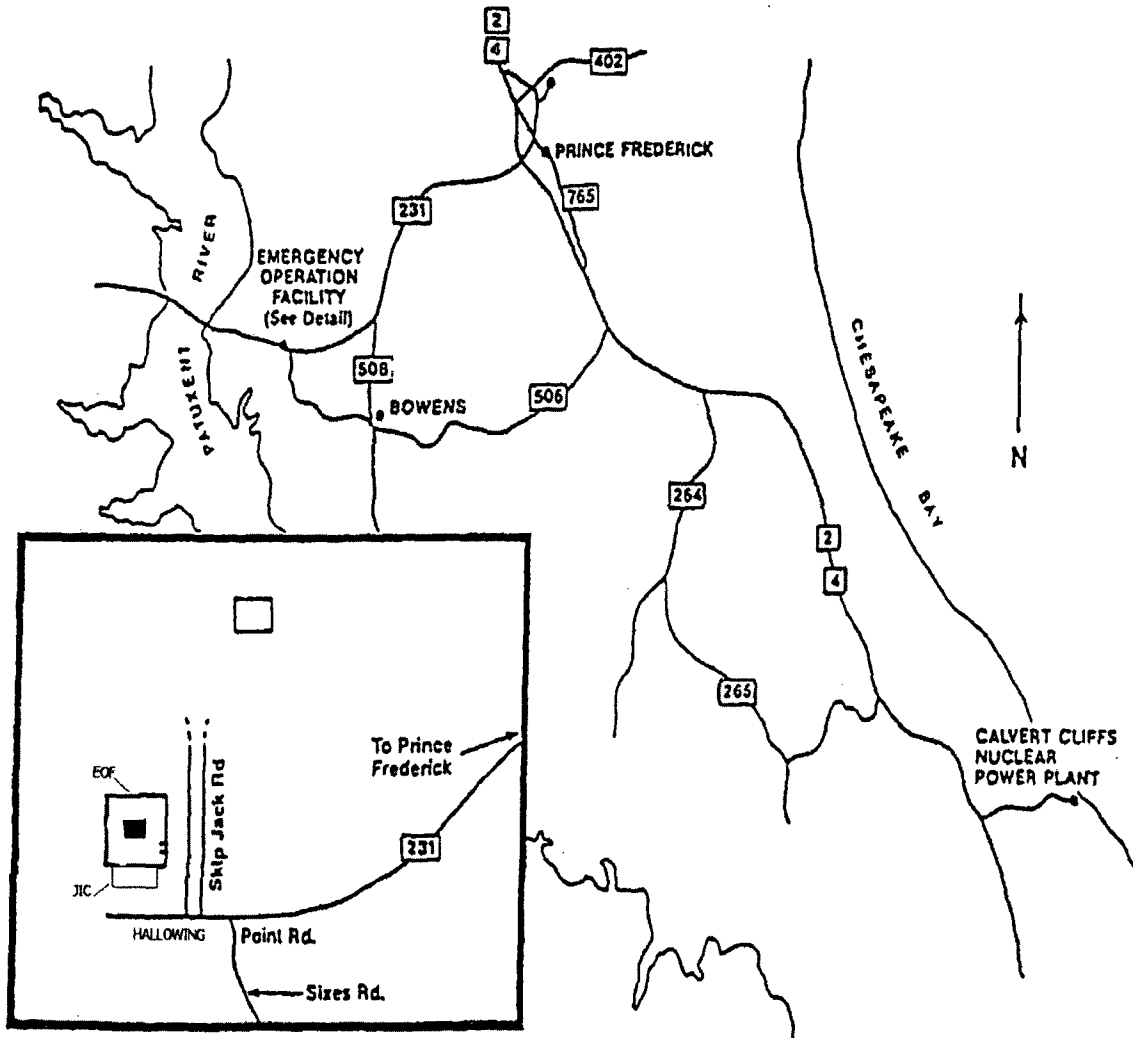 2
4
402
PRINCE FREDERICK
765
231
RIVER
EMERGENCY
OPERATION
FACILITY
(See Detail)
PATUXENT
508
BOWENS
506
CHESAPEAKE BAY
N
264
2
4
265
CALVERT CLIFFS
NUCLEAR
POWER PLANT
To Prince
Frederick
EOF
Skip Jack Rd
231
JIC
HALLOWING Point Rd.
Sizes Rd.